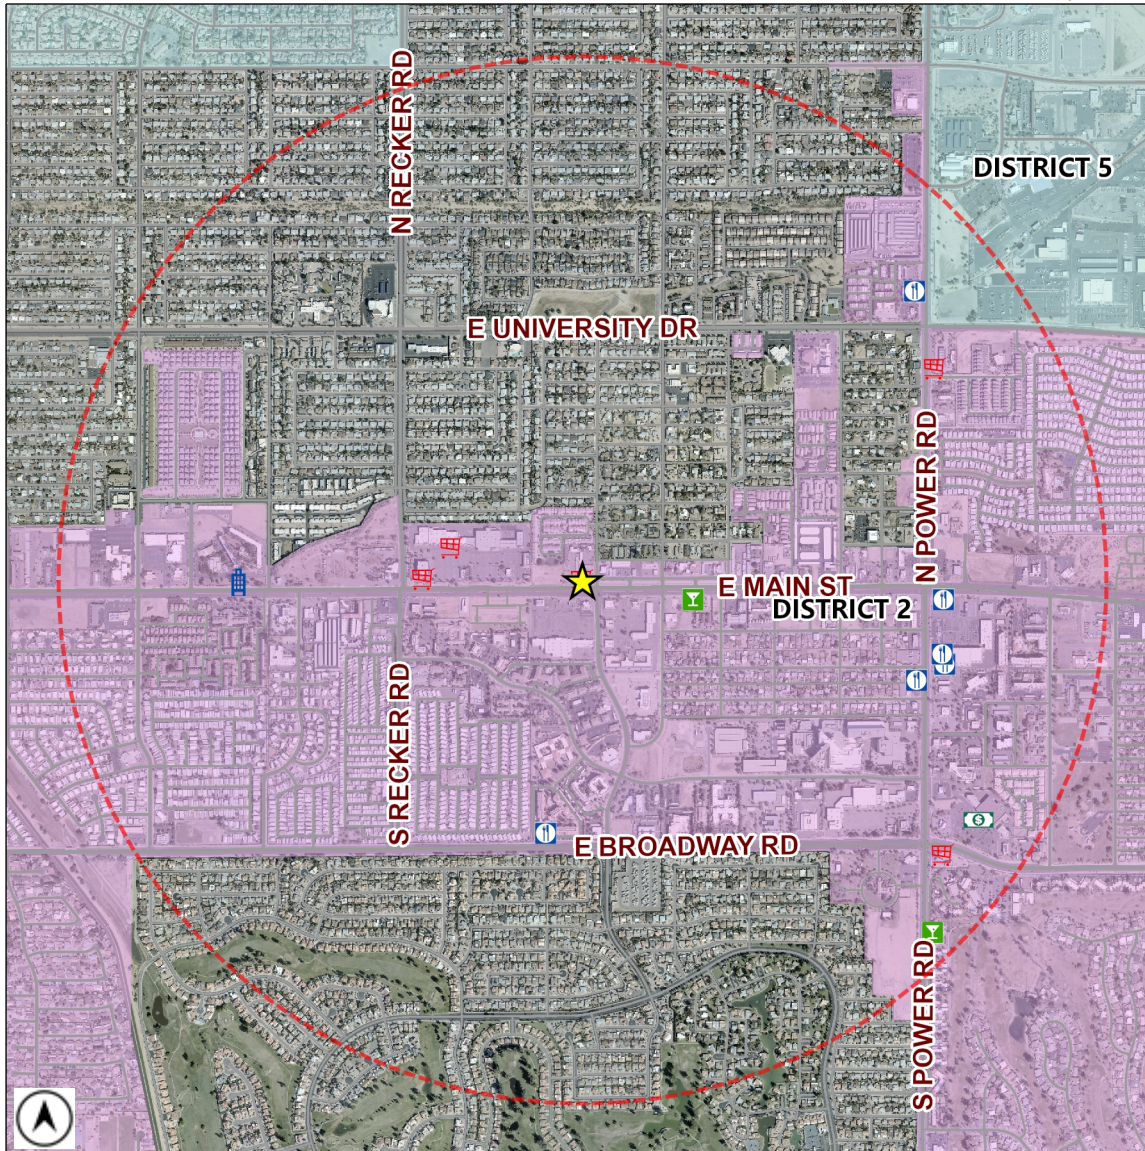 N RECKER RD
DISTRICT 5
E UNIVERSITY DR
N POWER RD
E MAIN ST
DISTRICT 2
S RECKER RD
$
E BROADWAY RD
S POWER RD